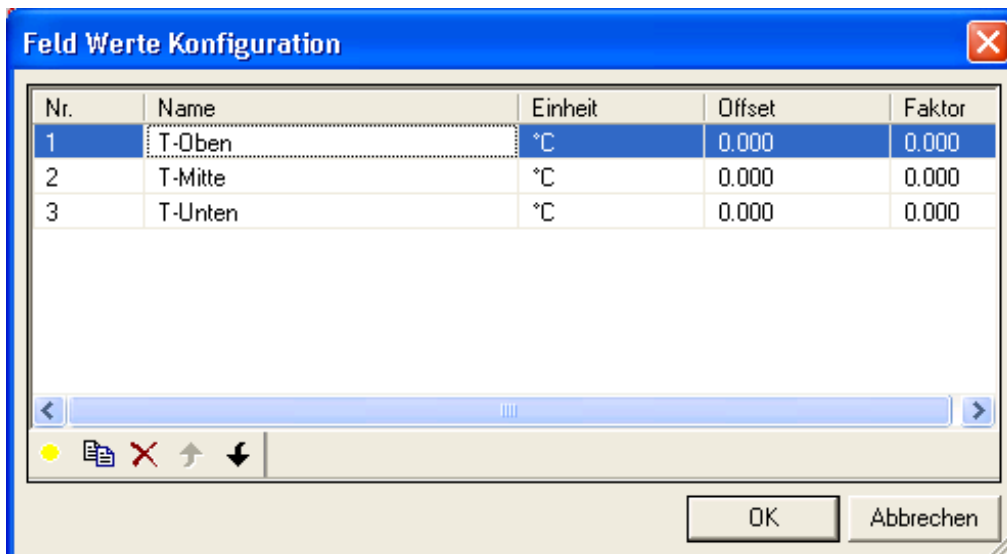 Feld Werte Konfiguration
Nr. Name Einheit Offset Faktor
1 T-Oben °C 0.000 0.000
2 T-Mitte °C 0.000 0.000
3 T-Unten °C 0.000 0.000
OK Abbrechen